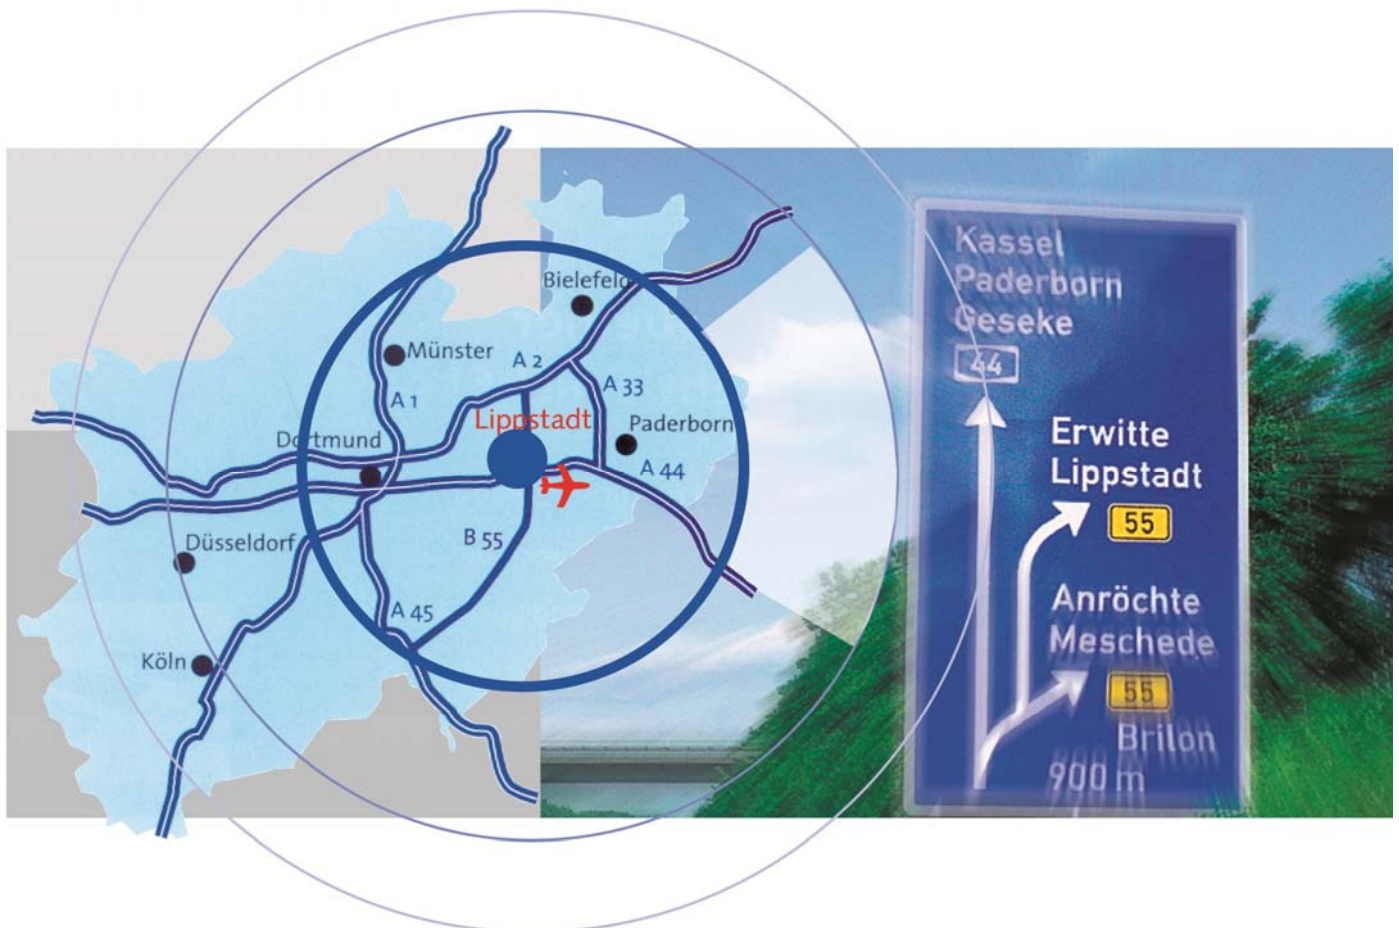 Bielefeld
Münster
A 2
A 33
A 1
Lippstadt
Dortmund
Paderborn
A 44
B 55
Düsseldorf
A 45
Köln
Kassel
Paderborn
Geseke
44
Erwitte
Lippstadt
55
Anröchte
Meschede
55
Brilon
900 m